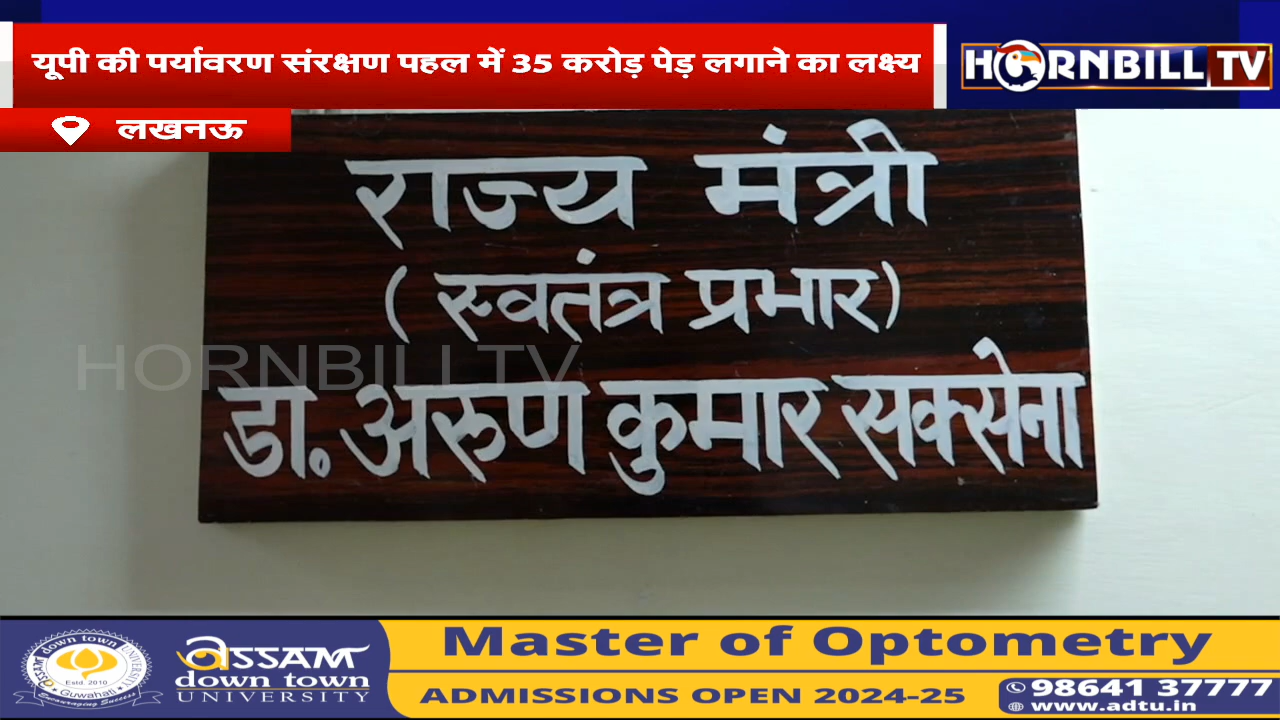 यूपी की पर्यावरण संरक्षण पहल में 35 करोड़ पेड़ लगाने का लक्ष्य
HORNBILL TV
लखनऊ
राज्य मंत्री
( स्वतंत्र प्रभार)
HORNBILL TV
डा. अरुण कुमार सक्सेना
assam down town UNIVERSITY
Estd. 2010
Guwahati
assam
down town
UNIVERSITY
Master of Optometry
ADMISSIONS OPEN 2024-25
98641 37777
www.adtu.in